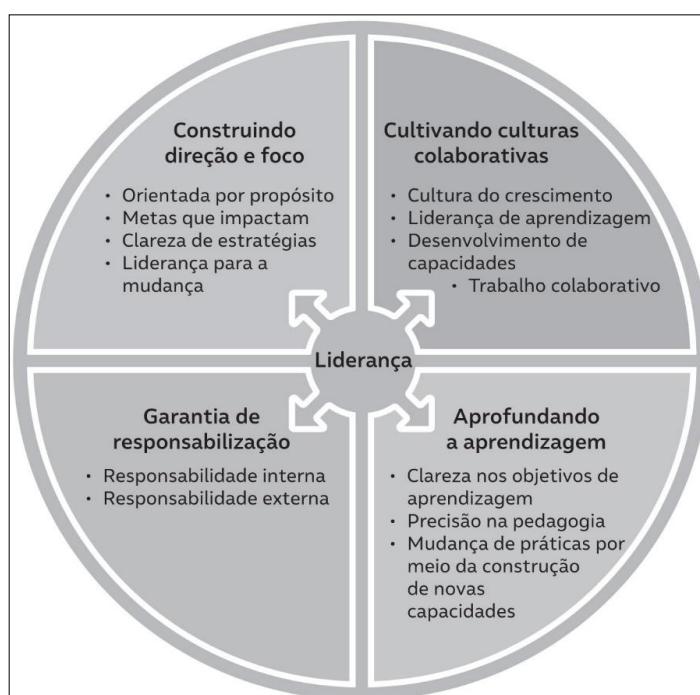 Construindo
direção e foco
• Orientada por propósito
• Metas que impactam
• Clareza de estratégias
• Liderança para a
mudança
Cultivando culturas
colaborativas
• Cultura do crescimento
• Liderança de aprendizagem
• Desenvolvimento de
capacidades
• Trabalho colaborativo
Liderança
Garantia de
responsabilização
• Responsabilidade interna
• Responsabilidade externa
Aprofundando
a aprendizagem
• Clareza nos objetivos de
aprendizagem
• Precisão na pedagogia
• Mudança de práticas por
meio da construção
de novas
capacidades